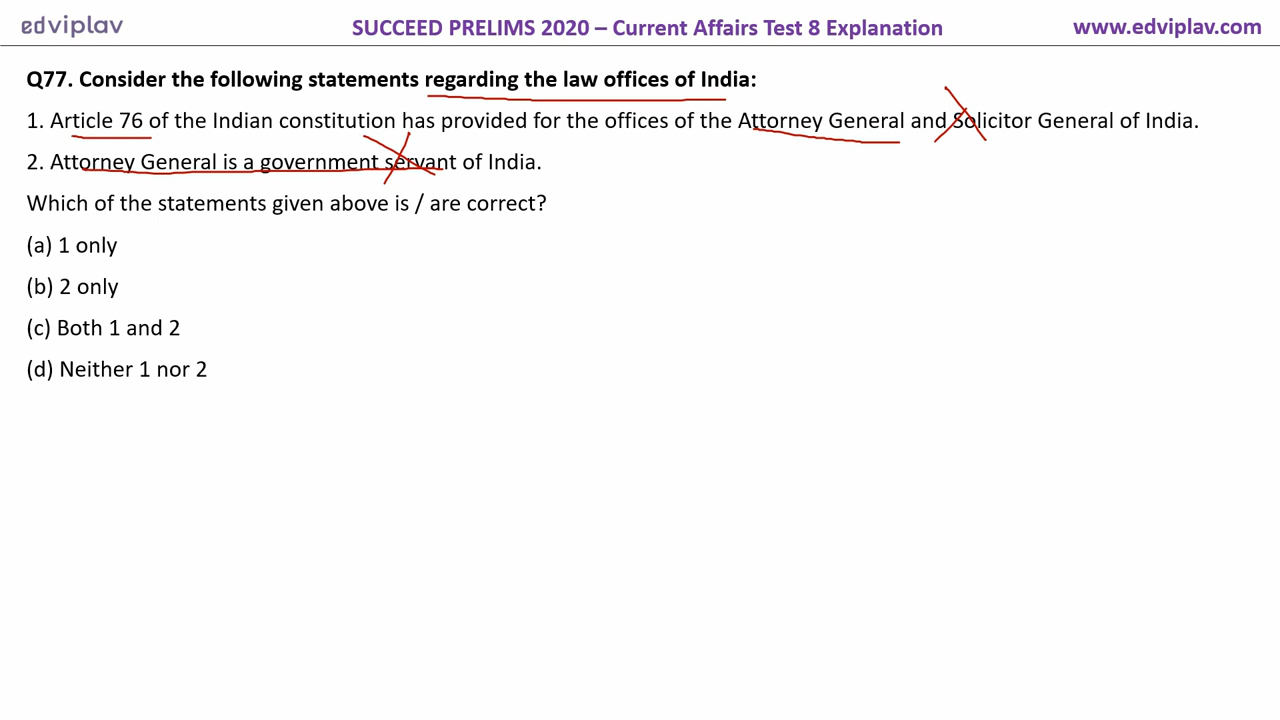 edviplav
SUCCEED PRELIMS 2020 – Current Affairs Test 8 Explanation
www.edviplav.com
Q77. Consider the following statements regarding the law offices of India:
1. Article 76 of the Indian constitution has provided for the offices of the Attorney General and Solicitor General of India.
2. Attorney General is a government servant of India.
Which of the statements given above is / are correct?
(a) 1 only
(b) 2 only
(c) Both 1 and 2
(d) Neither 1 nor 2